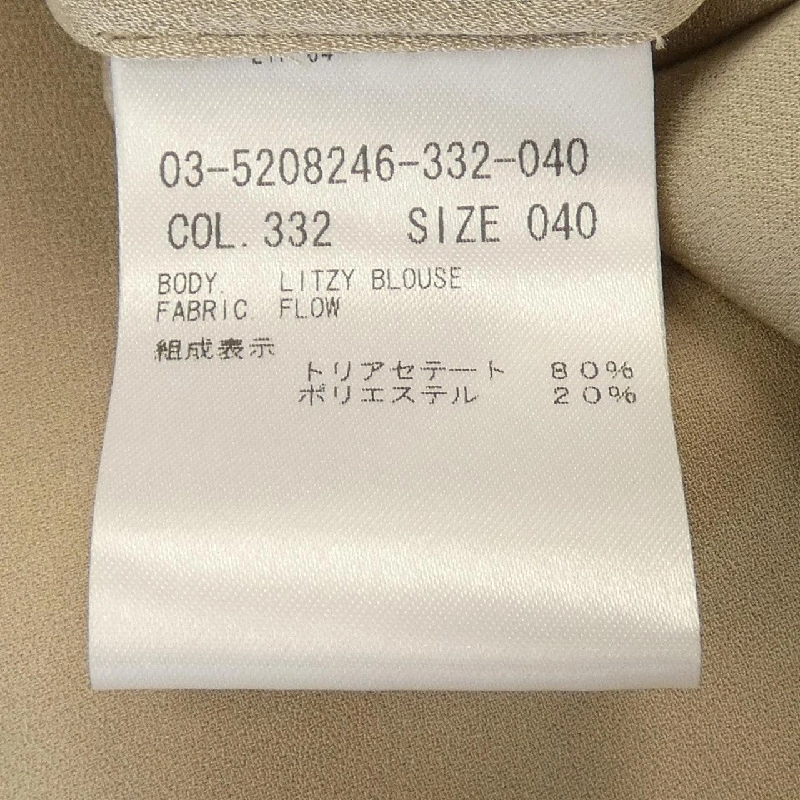 03-5208246-332-040
COL. 332 SIZE 040
BODY. LITZY BLOUSE
FABRIC. FLOW
組成表示
トリアセテート 80%
ポリエステル 20%